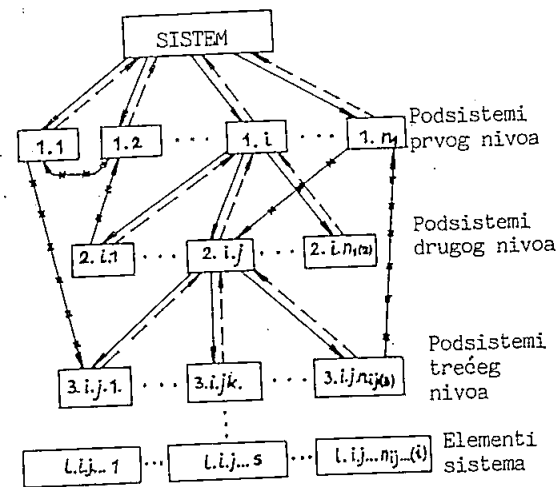 SISTEM
1.1
1.2
· · ·
1.i
· · ·
1.n₁
Podsistemi
prvog nivoa
2.i.1
· · ·
2.i.j
· · ·
2.i.n₁₍₂₎
Podsistemi
drugog nivoa
3.i.j.1.
· · ·
3.i.jk.
· · ·
3.i.j.nij(3)
Podsistemi
trećeg
nivoa
l.i.j...1
...
l.i.j...s
...
l.i.j...nij...(i)
Elementi
sistema